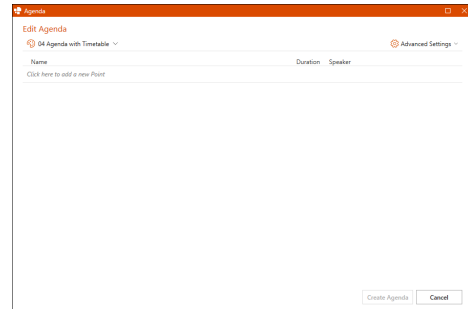 Agenda
Edit Agenda
04 Agenda with Timetable
Advanced Settings
Name Duration Speaker
Click here to add a new Point
Create Agenda Cancel